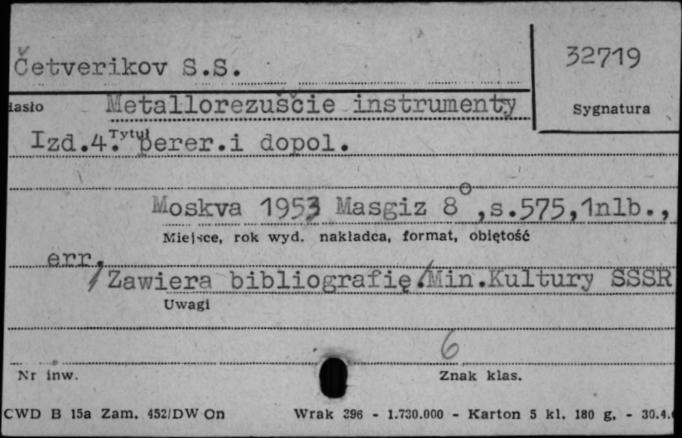 Četverikov S.S.
32719
Hasło Metallorezuščie instrumenty
Sygnatura
Izd.4. Tytuł perer.i dopol.
Moskva 1953 Masgiz 8°,s.575,1nlb.,
Miejsce, rok wyd. nakładca, format, objętość
err.
/Zawiera bibliografię/Min.Kultury SSSR
Uwagi
6
Nr inw. Znak klas.
CWD B 15a Zam. 452/DW On Wrak 396 - 1.730.000 - Karton 5 kl. 180 g. - 30.4.